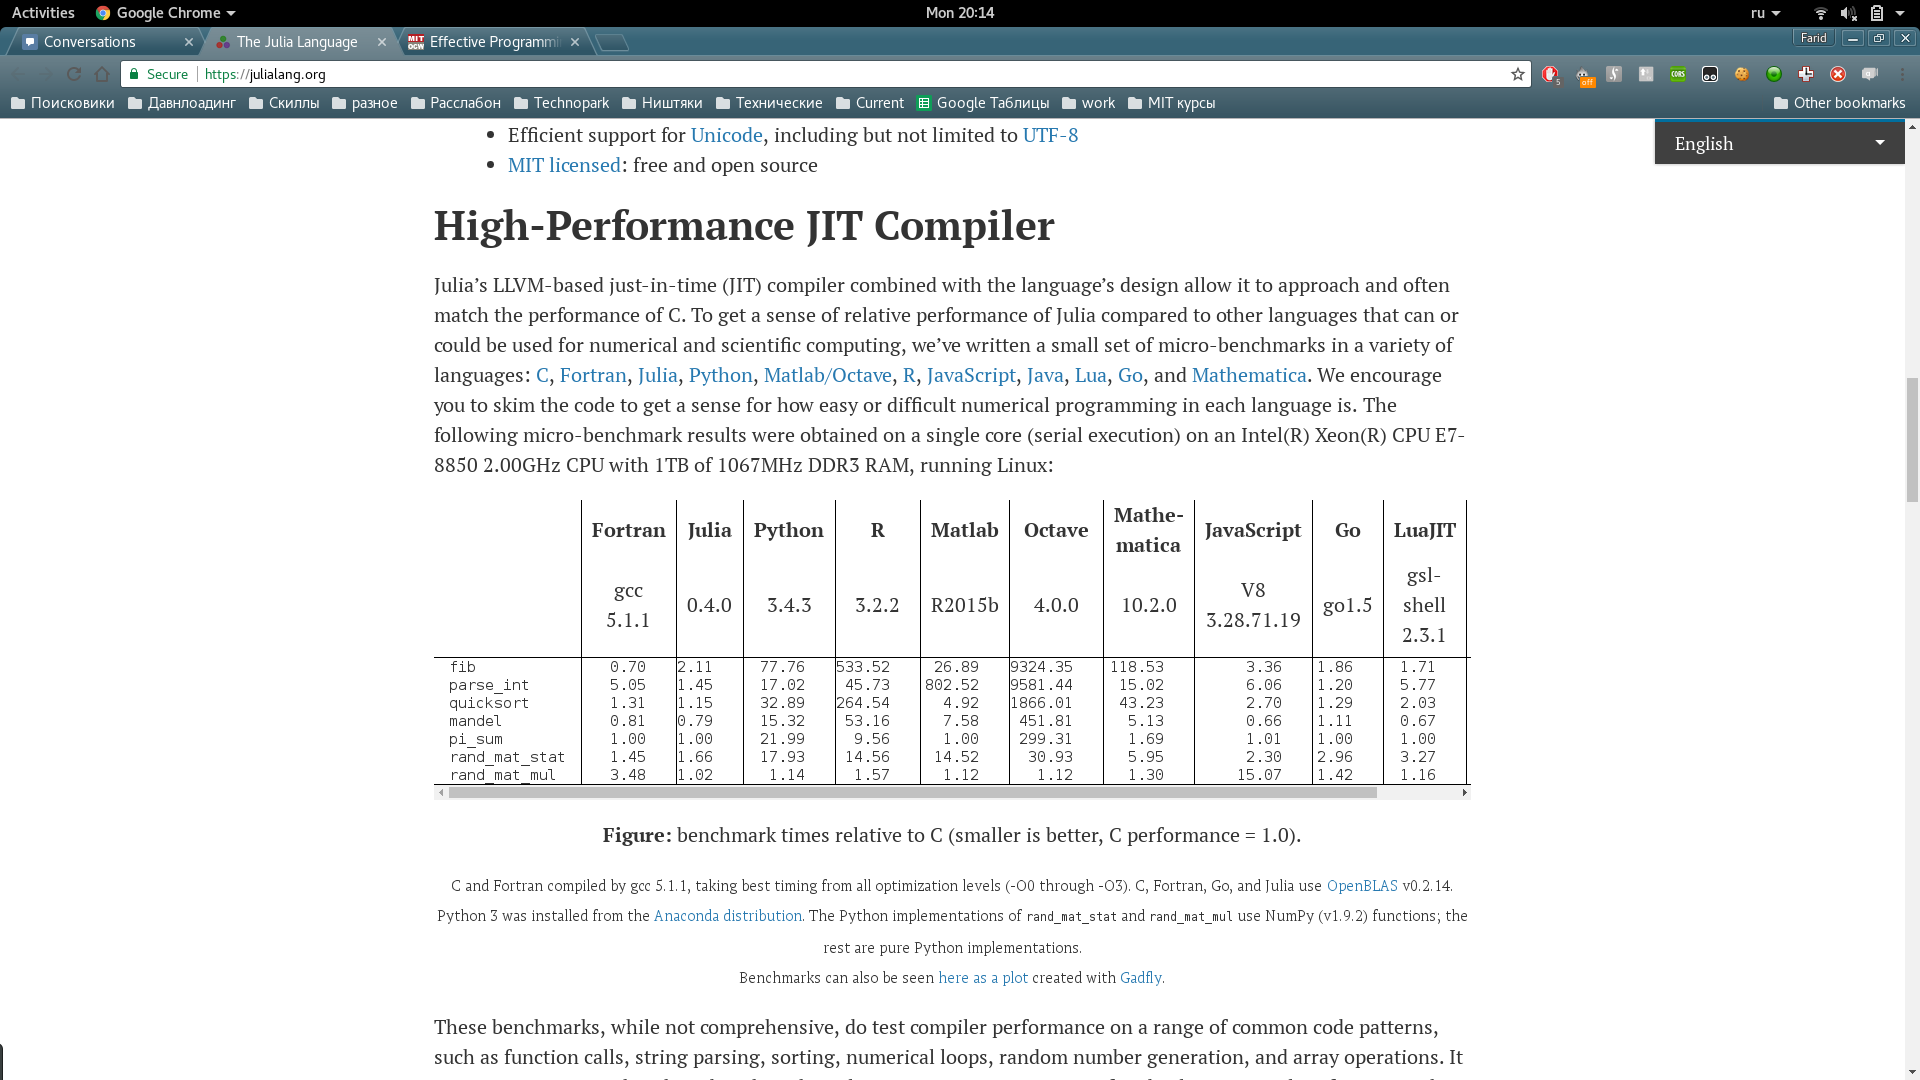 Activities Google Chrome Mon 20:14 ru
Conversations The Julia Language MIT OCW Effective Programmi Farid
Secure https://julialang.org
Поисковики Давнлоадинг Скиллы разное Расслабон Technopark Ништяки Технические Current Google Таблицы work MIT курсы Other bookmarks
English
Efficient support for Unicode, including but not limited to UTF-8
MIT licensed: free and open source
High-Performance JIT Compiler
Julia’s LLVM-based just-in-time (JIT) compiler combined with the language’s design allow it to approach and often
match the performance of C. To get a sense of relative performance of Julia compared to other languages that can or
could be used for numerical and scientific computing, we’ve written a small set of micro-benchmarks in a variety of
languages: C, Fortran, Julia, Python, Matlab/Octave, R, JavaScript, Java, Lua, Go, and Mathematica. We encourage
you to skim the code to get a sense for how easy or difficult numerical programming in each language is. The
following micro-benchmark results were obtained on a single core (serial execution) on an Intel(R) Xeon(R) CPU E7-
8850 2.00GHz CPU with 1TB of 1067MHz DDR3 RAM, running Linux:
Fortran Julia Python R Matlab Octave Mathe-matica JavaScript Go LuaJIT
gcc 5.1.1 0.4.0 3.4.3 3.2.2 R2015b 4.0.0 10.2.0 V8 3.28.71.19 go1.5 gsl-shell 2.3.1
fib 0.70 2.11 77.76 533.52 26.89 9324.35 118.53 3.36 1.86 1.71
parse_int 5.05 1.45 17.02 45.73 802.52 9581.44 15.02 6.06 1.20 5.77
quicksort 1.31 1.15 32.89 264.54 4.92 1866.01 43.23 2.70 1.29 2.03
mandel 0.81 0.79 15.32 53.16 7.58 451.81 5.13 0.66 1.11 0.67
pi_sum 1.00 1.00 21.99 9.56 1.00 299.31 1.69 1.01 1.00 1.00
rand_mat_stat 1.45 1.66 17.93 14.56 14.52 30.93 5.95 2.30 2.96 3.27
rand_mat_mul 3.48 1.02 1.14 1.57 1.12 1.12 1.30 15.07 1.42 1.16
Figure: benchmark times relative to C (smaller is better, C performance = 1.0).
C and Fortran compiled by gcc 5.1.1, taking best timing from all optimization levels (-O0 through -O3). C, Fortran, Go, and Julia use OpenBLAS v0.2.14.
Python 3 was installed from the Anaconda distribution. The Python implementations of rand_mat_stat and rand_mat_mul use NumPy (v1.9.2) functions; the
rest are pure Python implementations.
Benchmarks can also be seen here as a plot created with Gadfly.
These benchmarks, while not comprehensive, do test compiler performance on a range of common code patterns,
such as function calls, string parsing, sorting, numerical loops, random number generation, and array operations. It